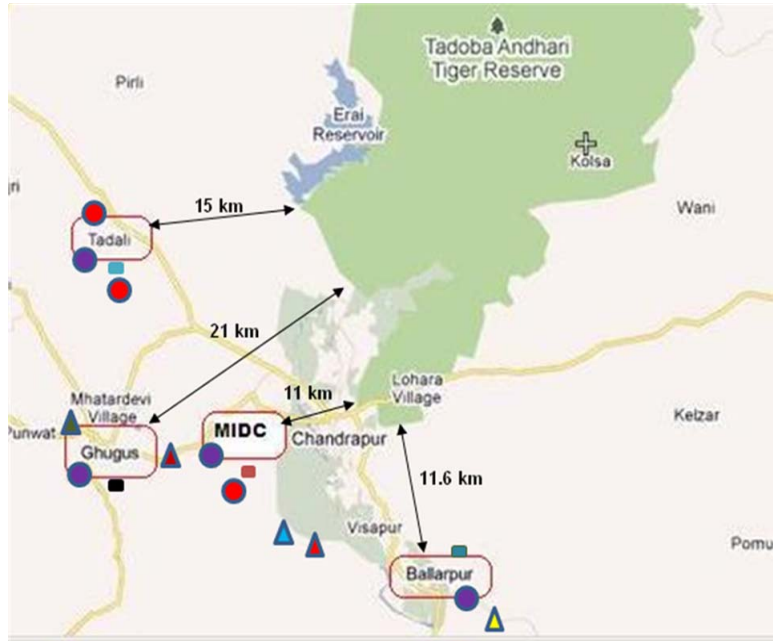 Tadoba Andhari
Tiger Reserve
Pirli
Erai
Reservoir
Kolsa
ri
15 km
Wani
Tadali
21 km
Mhatardevi
Village
11 km
Lohara
Village
Punwat
MIDC
Chandrapur
Kelzar
Ghugus
11.6 km
Visapur
Pomu
Ballarpur